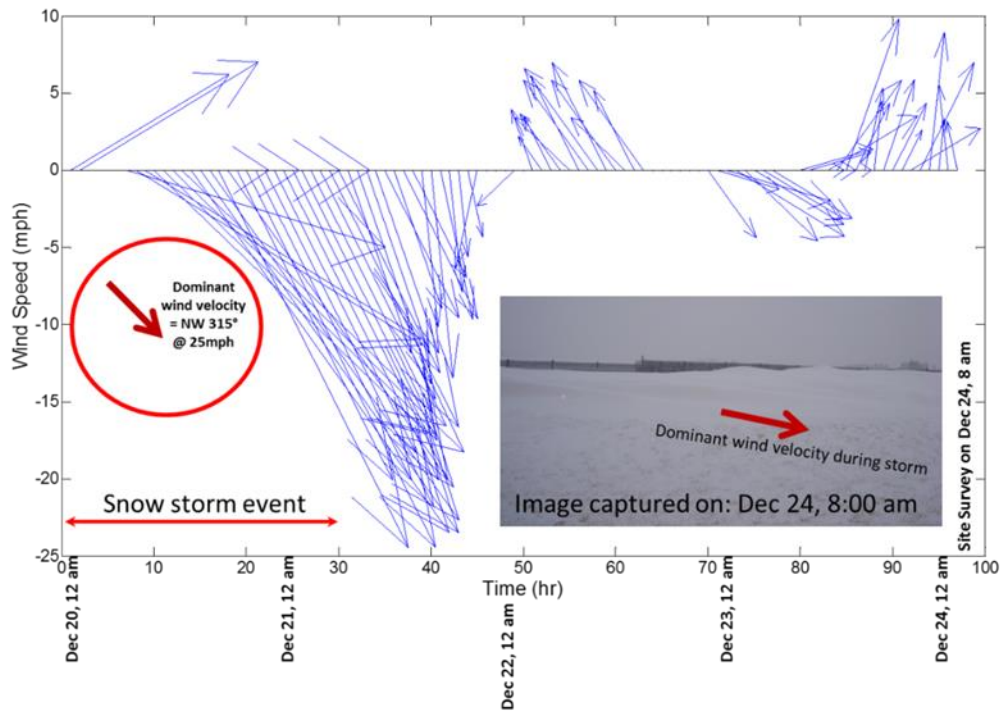 10
5
0
-5
-10
-15
-20
-25
Wind Speed (mph)
Dominant
wind velocity
= NW 315°
@ 25mph
Snow storm event
Dominant wind velocity during storm
Image captured on: Dec 24, 8:00 am
Site Survey on Dec 24, 8 am
0
10
20
30
40
50
60
70
80
90
100
Time (hr)
Dec 20, 12 am
Dec 21, 12 am
Dec 22, 12 am
Dec 23, 12 am
Dec 24, 12 am